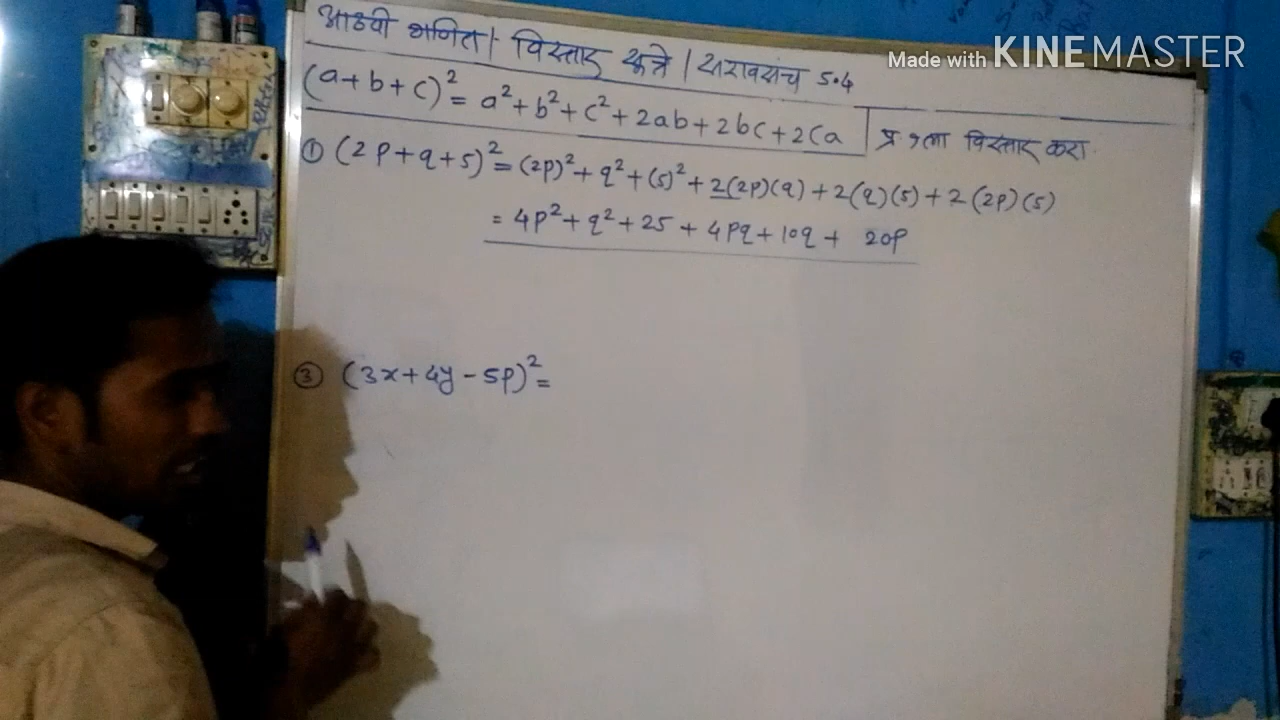 Made with KINEMASTER
आठवी गणित | विस्तार सूत्रे | सरावसंच 5.4
(a+b+c)² = a²+b²+c²+2ab+2bc+2ca
प्र १ला विस्तार करा.
① (2p+q+5)² = (2p)²+q²+(5)²+2(2p)(q)+2(q)(5)+2(2p)(5)
= 4p²+q²+25+4pq+10q+20p
③ (3x+4y-5p)² =